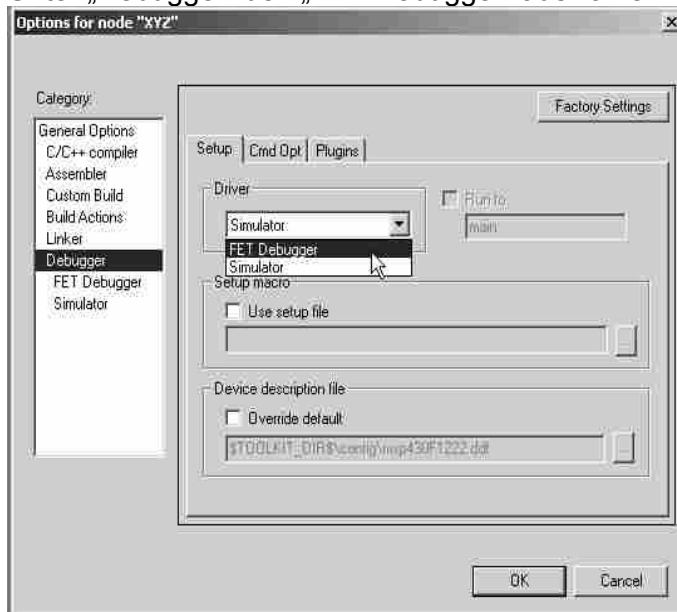 Options for node "XYZ"
Category:
Factory Settings
General Options
C/C++ compiler
Assembler
Custom Build
Build Actions
Linker
Debugger
FET Debugger
Simulator
Setup
Cmd Opt
Plugins
Driver
Simulator
FET Debugger
Simulator
Run to
main
Setup macro
Use setup file
...
Device description file
Override default
$TOOLKIT_DIR$\config\msp430F1222.ddf
...
OK
Cancel